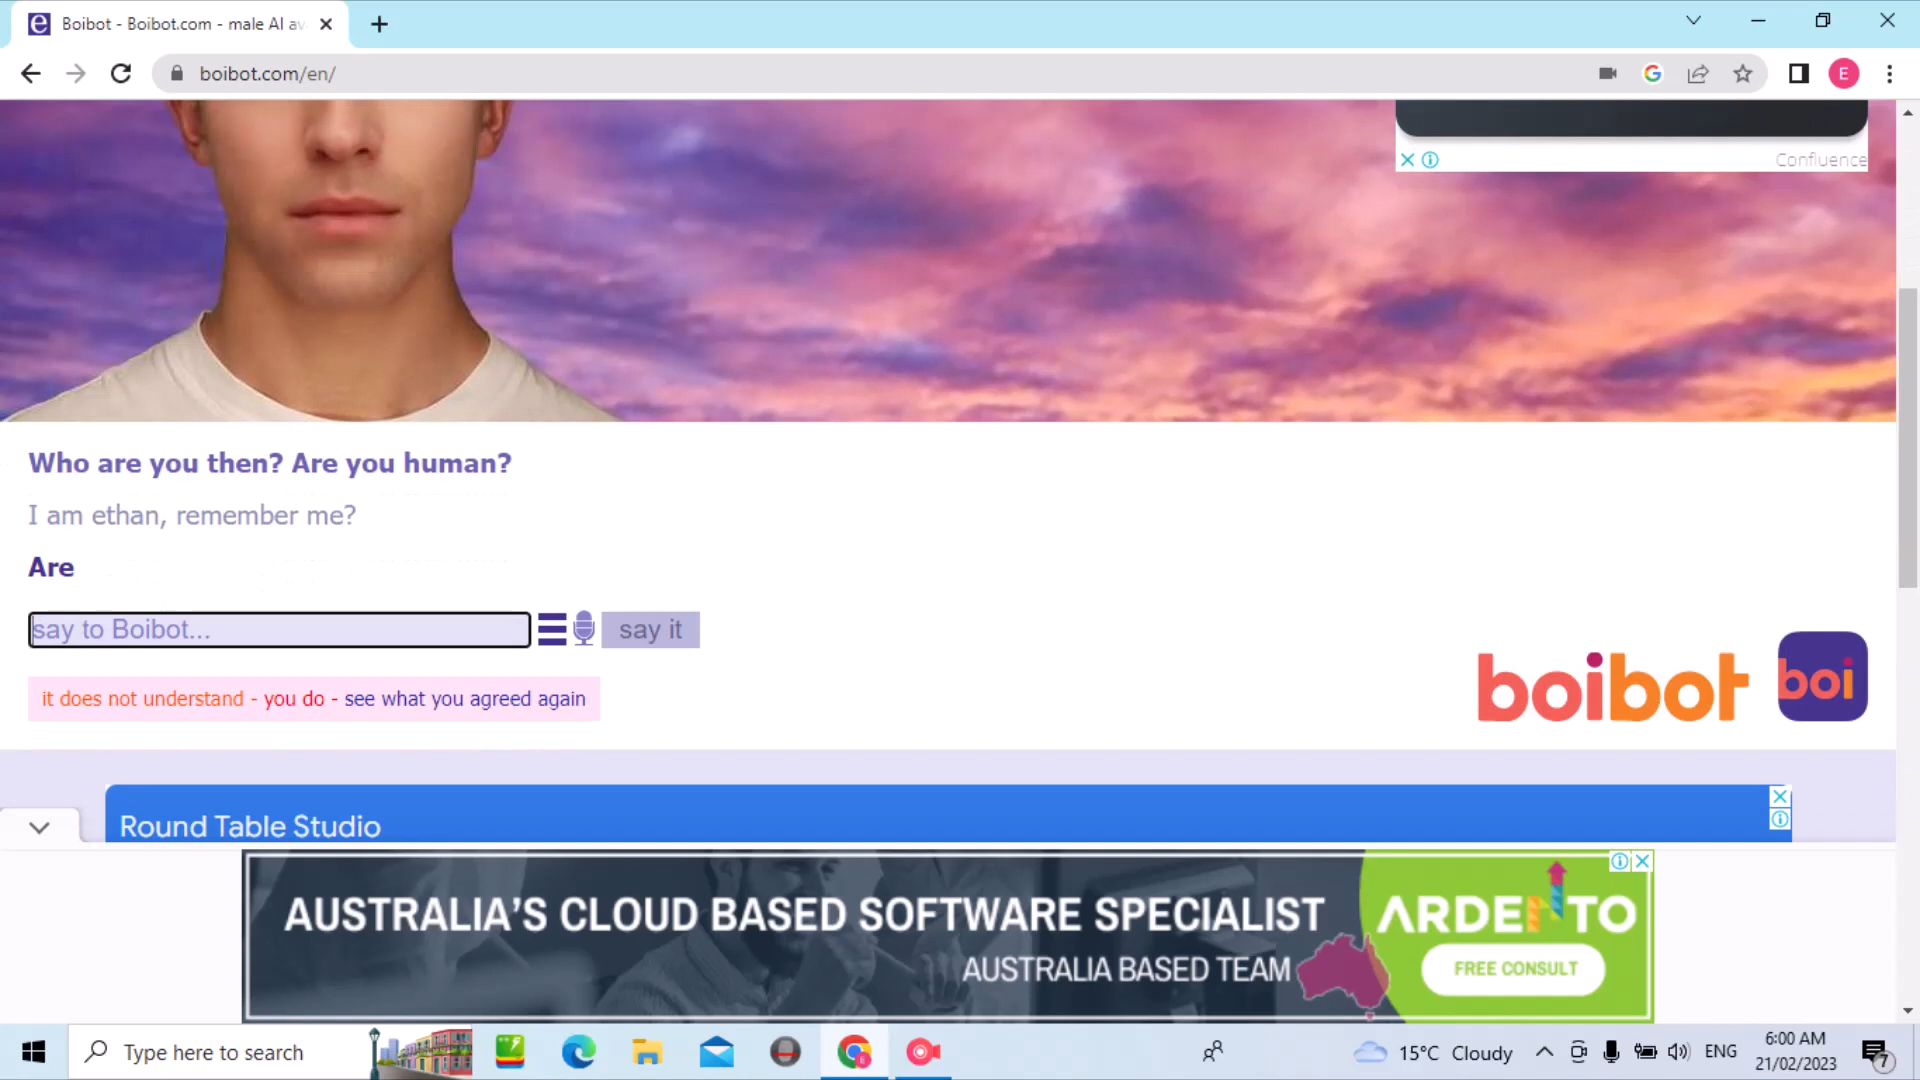 Boibot - Boibot.com - male AI av
boibot.com/en/
Confluence
Who are you then? Are you human?
I am ethan, remember me?
Are
say to Boibot...
say it
it does not understand - you do - see what you agreed again
boibot
boi
Round Table Studio
AUSTRALIA'S CLOUD BASED SOFTWARE SPECIALIST
AUSTRALIA BASED TEAM
ARDENTO
FREE CONSULT
Type here to search
15°C Cloudy
ENG
6:00 AM
21/02/2023
7
E